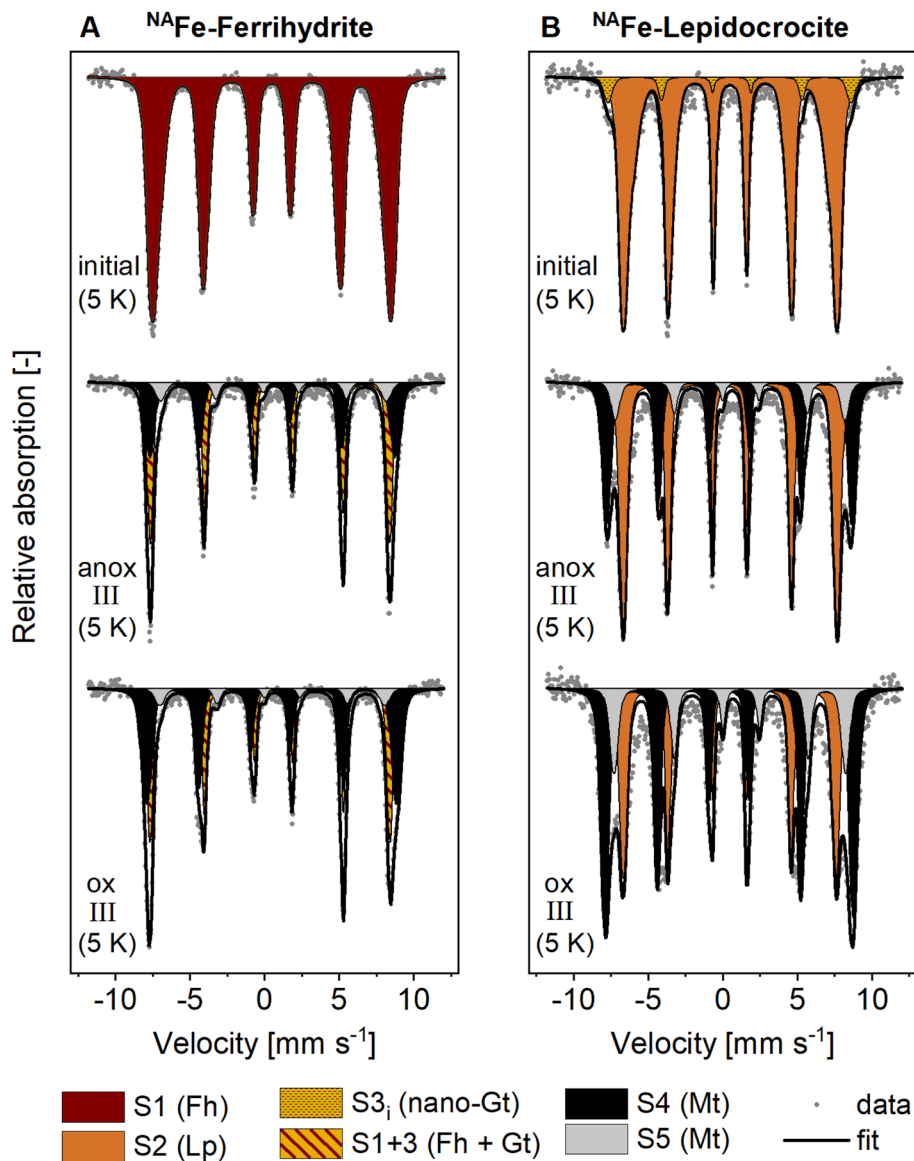 A ᴺᴬFe-Ferrihydrite
B ᴺᴬFe-Lepidocrocite
Relative absorption [-]
initial
(5 K)
initial
(5 K)
anox
III
(5 K)
anox
III
(5 K)
ox
III
(5 K)
ox
III
(5 K)
-10 -5 0 5 10
-10 -5 0 5 10
Velocity [mm s⁻¹]
Velocity [mm s⁻¹]
S1 (Fh)
S2 (Lp)
S3ᵢ (nano-Gt)
S1+3 (Fh + Gt)
S4 (Mt)
S5 (Mt)
data
fit